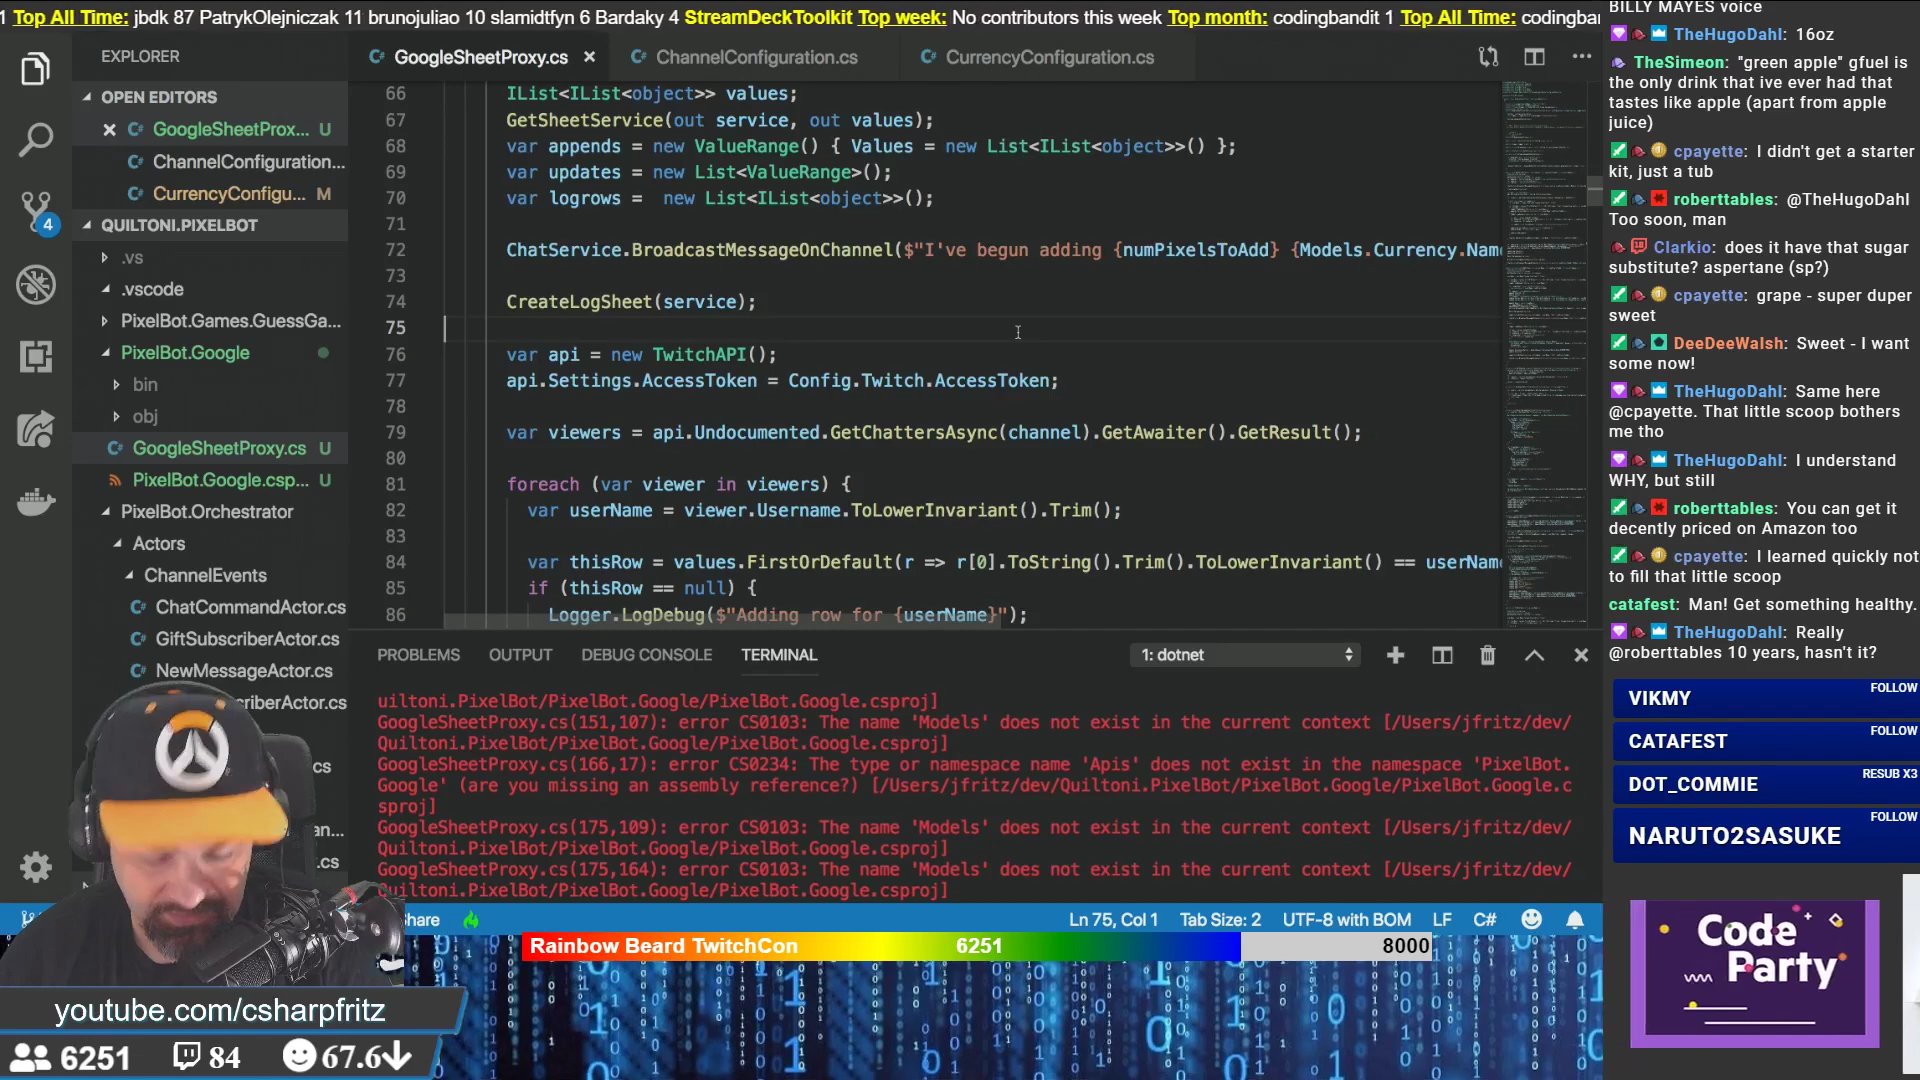 1 Top All Time: jbdk 87 PatrykOlejniczak 11 brunojuliao 10 slamidtfyn 6 Bardaky 4 StreamDeckToolkit Top week: No contributors this week Top month: codingbandit 1 Top All Time: codingban
EXPLORER
OPEN EDITORS
GoogleSheetProx... U
ChannelConfiguration...
CurrencyConfigu... M
4
QUILTONI.PIXELBOT
.vs
.vscode
PixelBot.Games.GuessGa...
PixelBot.Google
bin
obj
GoogleSheetProxy.cs U
PixelBot.Google.csp... U
PixelBot.Orchestrator
Actors
ChannelEvents
ChatCommandActor.cs
GiftSubscriberActor.cs
NewMessageActor.cs
criberActor.cs
cs
an...
.cs
GoogleSheetProxy.cs
ChannelConfiguration.cs
CurrencyConfiguration.cs
66 IList<IList<object>> values;
67 GetSheetService(out service, out values);
68 var appends = new ValueRange() { Values = new List<IList<object>>() };
69 var updates = new List<ValueRange>();
70 var logrows =  new List<IList<object>>();
71
72 ChatService.BroadcastMessageOnChannel($"I've begun adding {numPixelsToAdd} {Models.Currency.Nam
73
74 CreateLogSheet(service);
75
76 var api = new TwitchAPI();
77 api.Settings.AccessToken = Config.Twitch.AccessToken;
78
79 var viewers = api.Undocumented.GetChattersAsync(channel).GetAwaiter().GetResult();
80
81 foreach (var viewer in viewers) {
82 var userName = viewer.Username.ToLowerInvariant().Trim();
83
84 var thisRow = values.FirstOrDefault(r => r[0].ToString().Trim().ToLowerInvariant() == userNam
85 if (thisRow == null) {
86 Logger.LogDebug($"Adding row for {userName}");
PROBLEMS OUTPUT DEBUG CONSOLE TERMINAL 1: dotnet
uiltoni.PixelBot/PixelBot.Google/PixelBot.Google.csproj]
GoogleSheetProxy.cs(151,107): error CS0103: The name 'Models' does not exist in the current context [/Users/jfritz/dev/
Quiltoni.PixelBot/PixelBot.Google/PixelBot.Google.csproj]
GoogleSheetProxy.cs(166,17): error CS0234: The type or namespace name 'Apis' does not exist in the namespace 'PixelBot.
Google' (are you missing an assembly reference?) [/Users/jfritz/dev/Quiltoni.PixelBot/PixelBot.Google/PixelBot.Google.c
sproj]
GoogleSheetProxy.cs(175,109): error CS0103: The name 'Models' does not exist in the current context [/Users/jfritz/dev/
Quiltoni.PixelBot/PixelBot.Google/PixelBot.Google.csproj]
GoogleSheetProxy.cs(175,164): error CS0103: The name 'Models' does not exist in the current context [/Users/jfritz/dev/
Quiltoni.PixelBot/PixelBot.Google/PixelBot.Google.csproj]
hare Ln 75, Col 1 Tab Size: 2 UTF-8 with BOM LF C#
Rainbow Beard TwitchCon 6251 8000
youtube.com/csharpfritz
6251 84 67.6
BILLY MAYES voice
TheHugoDahl: 16oz
TheSimeon: "green apple" gfuel is
the only drink that ive ever had that
tastes like apple (apart from apple
juice)
cpayette: I didn't get a starter
kit, just a tub
roberttables: @TheHugoDahl
Too soon, man
Clarkio: does it have that sugar
substitute? aspertane (sp?)
cpayette: grape - super duper
sweet
DeeDeeWalsh: Sweet - I want
some now!
TheHugoDahl: Same here
@cpayette. That little scoop bothers
me tho
TheHugoDahl: I understand
WHY, but still
roberttables: You can get it
decently priced on Amazon too
cpayette: I learned quickly not
to fill that little scoop
catafest: Man! Get something healthy.
TheHugoDahl: Really
@roberttables 10 years, hasn't it?
VIKMY FOLLOW
CATAFEST FOLLOW
DOT_COMMIE RESUB X3
NARUTO2SASUKE FOLLOW
Code
Party